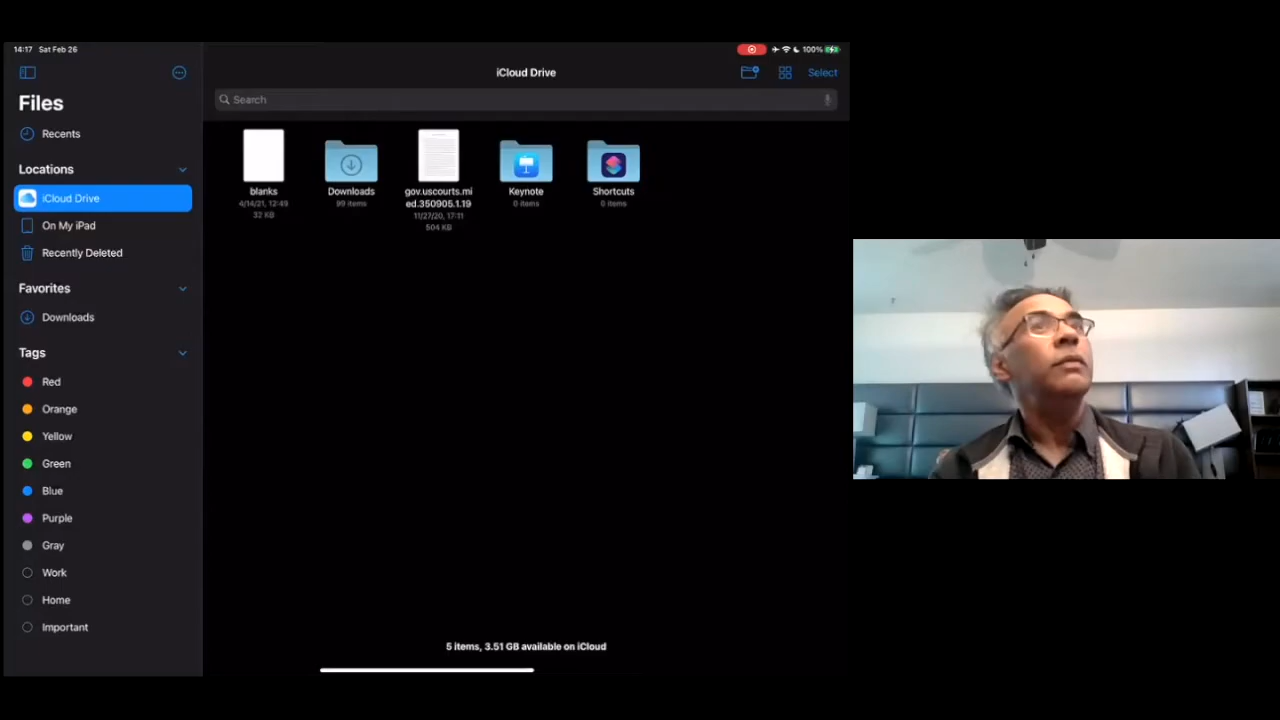 14:17 Sat Feb 26
100%
iCloud Drive
Select
Files
Search
Recents
Locations
iCloud Drive
On My iPad
Recently Deleted
Favorites
Downloads
Tags
Red
Orange
Yellow
Green
Blue
Purple
Gray
Work
Home
Important
blanks
4/14/21, 12:49
32 KB
Downloads
99 items
gov.uscourts.mi
ed.350905.1.19
11/27/20, 17:11
504 KB
Keynote
0 items
Shortcuts
0 items
5 items, 3.51 GB available on iCloud